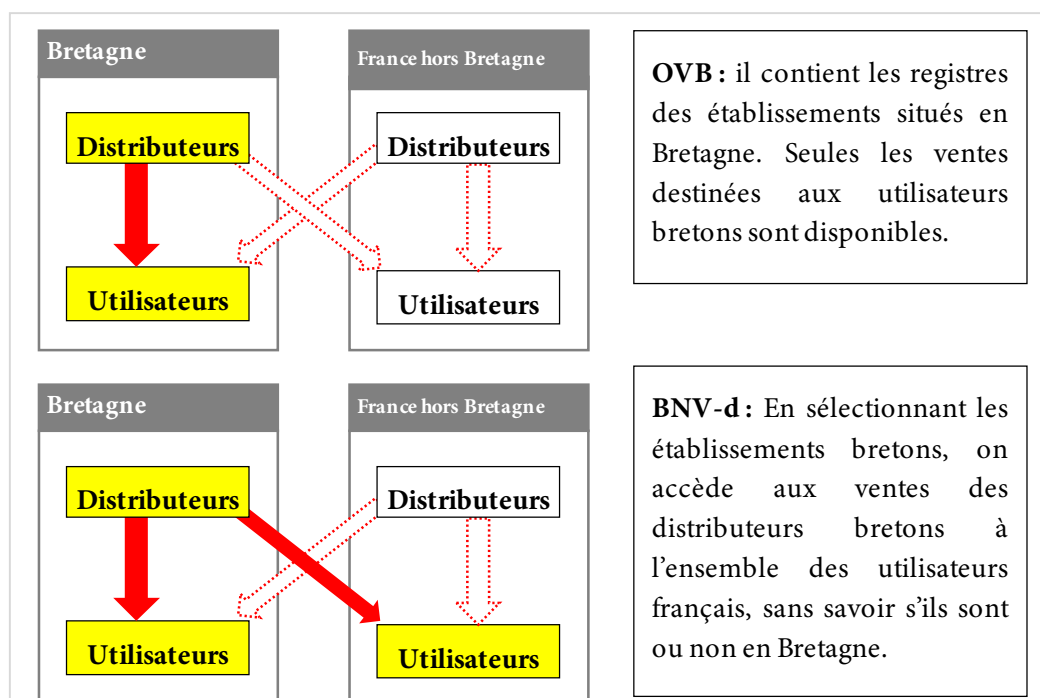 Bretagne
France hors Bretagne
Distributeurs
Distributeurs
Utilisateurs
Utilisateurs
OVB : il contient les registres
des établissements situés en
Bretagne. Seules les ventes
destinées aux utilisateurs
bretons sont disponibles.
Bretagne
France hors Bretagne
Distributeurs
Distributeurs
Utilisateurs
Utilisateurs
BNV-d : En sélectionnant les
établissements bretons, on
accède aux ventes des
distributeurs bretons à
l'ensemble des utilisateurs
français, sans savoir s'ils sont
ou non en Bretagne.